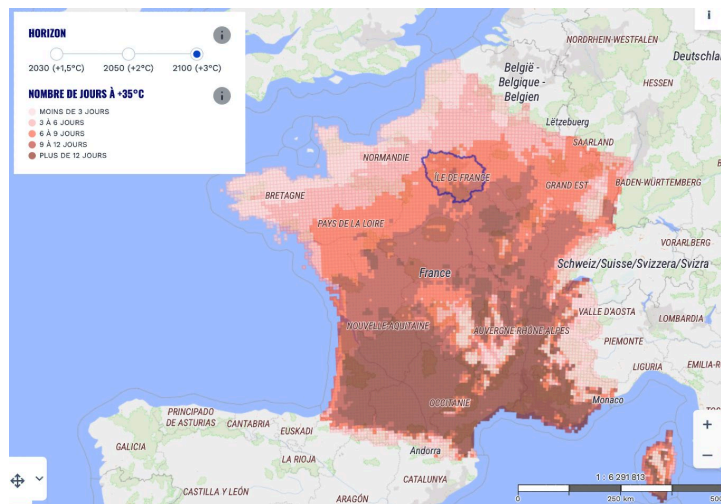 HORIZON
i
2030 (+1,5°C) 2050 (+2°C) 2100 (+3°C)
NOMBRE DE JOURS À +35°C
i
MOINS DE 3 JOURS
3 À 6 JOURS
6 À 9 JOURS
9 À 12 JOURS
PLUS DE 12 JOURS
i
NORDRHEIN-WESTFALEN
Deutschla
België -
Belgique -
Belgien
HESSEN
Lëtzebuerg
SAARLAND
NORMANDIE
ÎLE DE FRANCE
GRAND EST
BADEN-WÜRTTEMBERG
BRETAGNE
PAYS DE LA LOIRE
VORARLBERG
Schweiz/Suisse/Svizzera/Svizra
France
VALLE D'AOSTA
LOMBARDIA
NOUVELLE-AQUITAINE
AUVERGNE-RHÔNE-ALPES
PIEMONTE
LIGURIA
EMILIA-R
OCCITANIE
Monaco
PRINCIPADO
DE ASTURIAS
CANTABRIA
EUSKADI
GALICIA
LA RIOJA
Andorra
CATALUNYA
CASTILLA Y LEÓN
ARAGÓN
+
−
1 : 6 291 813
0 250 km 500